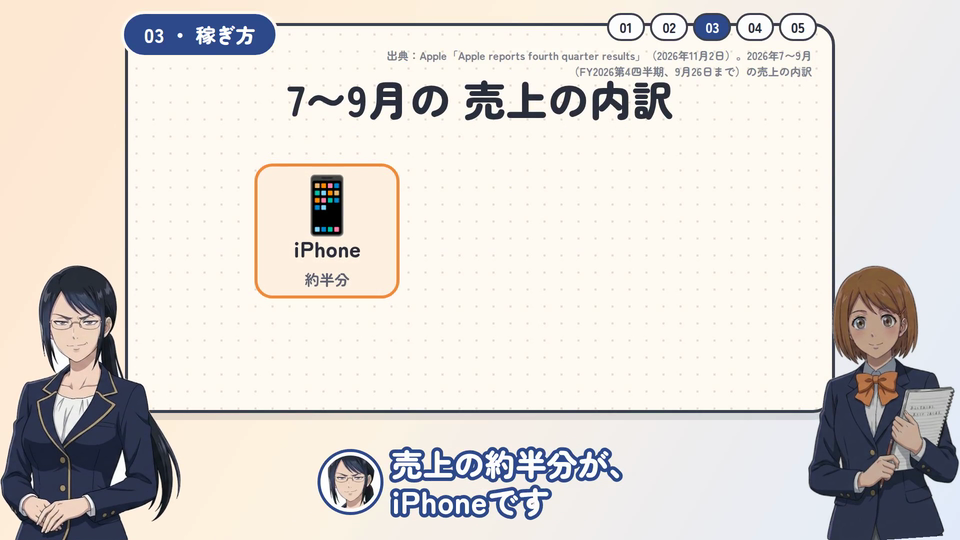 03 ・ 稼ぎ方
01 02 03 04 05
出典：Apple「Apple reports fourth quarter results」（2026年11月2日）。2026年7〜9月
（FY2026第4四半期、9月26日まで）の売上の内訳
7〜9月の 売上の内訳
iPhone
約半分
売上の約半分が、
iPhoneです